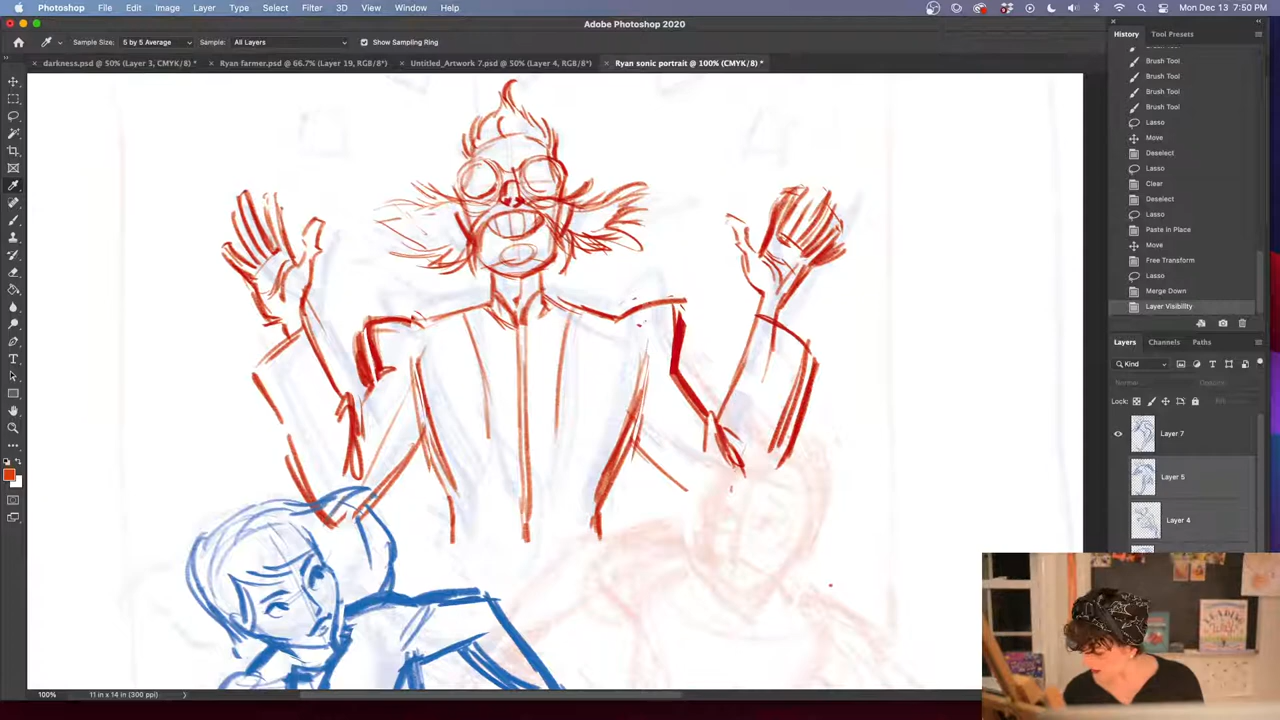 Photoshop File Edit Image Layer Type Select Filter 3D View Window Help Mon Dec 13 7:50 PM
Adobe Photoshop 2020
Sample Size: 5 by 5 Average Sample: All Layers Show Sampling Ring
darkness.psd @ 50% (Layer 3, CMYK/8) * Ryan farmer.psd @ 66.7% (Layer 19, RGB/8*) Untitled_Artwork 7.psd @ 50% (Layer 4, RGB/8*) Ryan sonic portrait @ 100% (CMYK/8) *
History Tool Presets
Brush Tool
Brush Tool
Brush Tool
Brush Tool
Lasso
Move
Deselect
Lasso
Clear
Deselect
Lasso
Paste in Place
Move
Free Transform
Lasso
Merge Down
Layer Visibility
Layers Channels Paths
Kind
Normal
Lock:
Layer 7
Layer 5
Layer 4
READING
100% 11 in x 14 in (300 ppi)